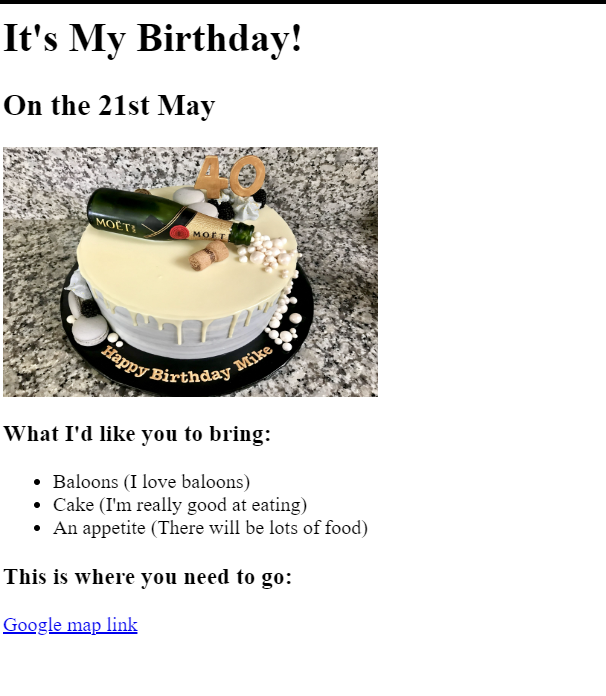 It's My Birthday!
On the 21st May
40
MOËT
MOËT
Happy Birthday Mike
What I'd like you to bring:
Baloons (I love baloons)
Cake (I'm really good at eating)
An appetite (There will be lots of food)
This is where you need to go:
Google map link